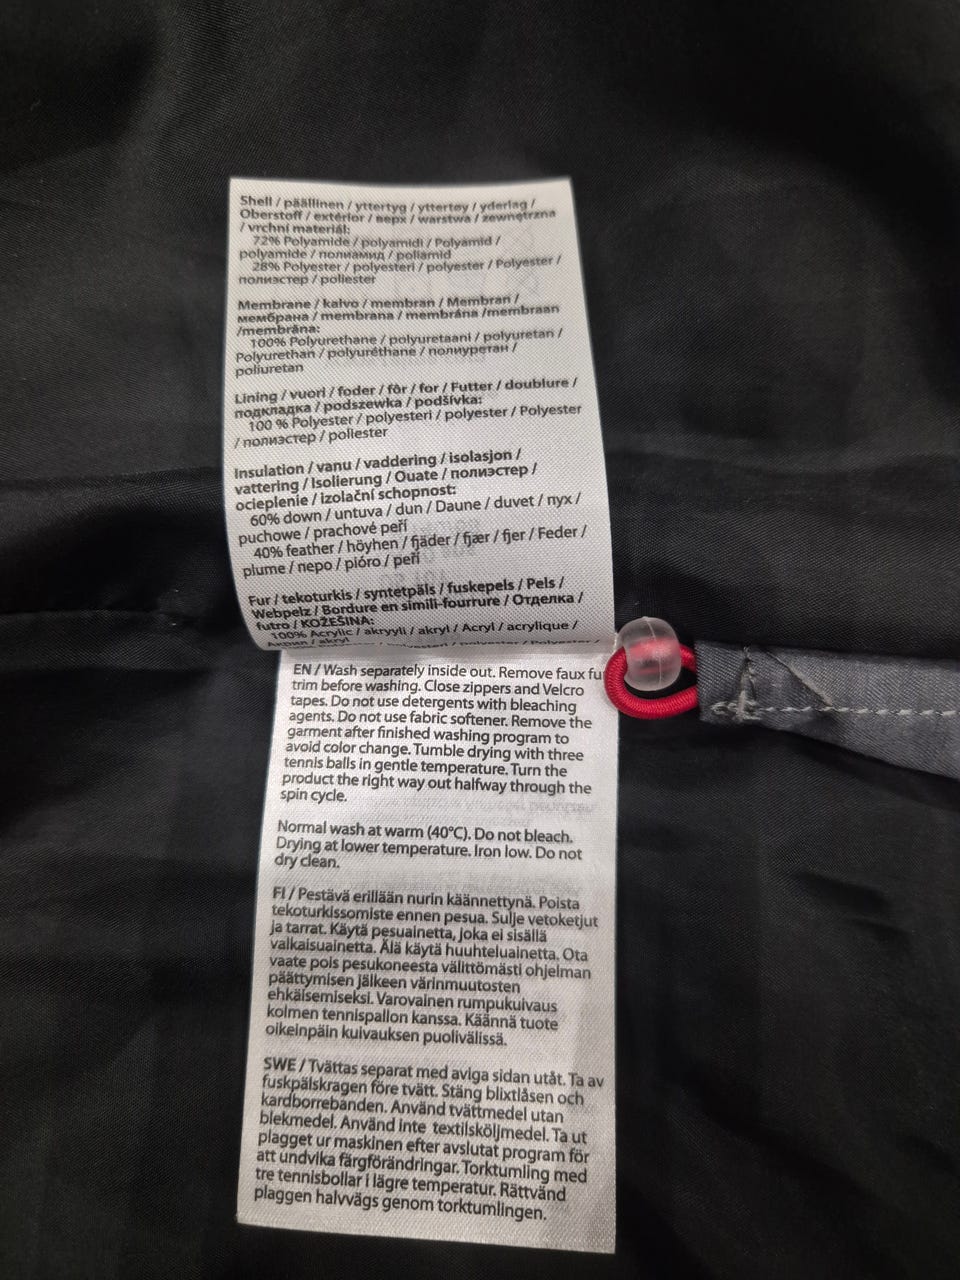 Shell / päällinen / yttertyg / yttertøy / yderlag /
Oberstoff / extérior / верх / warstwa / zewnętrzna
/ vrchní materiál:
72% Polyamide / polyamidi / Polyamid /
polyamide / полиамид / poliamid
28% Polyester / polyesteri / polyester / Polyester /
полиэстер / poliester
Membrane / kalvo / membran / Membran /
мембрана / membrana / membrána /membraan
/membrāna:
100% Polyurethane / polyuretaani / polyuretan /
Polyurethan / polyuréthane / полиуретан /
poliuretan
Lining / vuori / foder / fôr / for / Futter / doublure /
подкладка / podszewka / podšívka:
100 % Polyester / polyesteri / polyester / Polyester
/ полиэстер / poliester
Insulation / vanu / vaddering / isolasjon /
vattering / Isolierung / Ouate / полиэстер /
ocieplenie / izolační schopnost:
60% down / untuva / dun / Daune / duvet / пух /
puchowe / prachové peří
40% feather / höyhen / fjäder / fjær / fjer / Feder /
plume / перо / pióro / peří
Fur / tekoturkis / syntetpäls / fuskepels / Pels /
Webpelz / Bordure en simili-fourrure / Отделка /
futro / KOŽEŠINA:
100% Acrylic / akryyli / akryl / Acryl / acrylique /
Акрил / akryl
EN / Wash separately inside out. Remove faux fu
trim before washing. Close zippers and Velcro
tapes. Do not use detergents with bleaching
agents. Do not use fabric softener. Remove the
garment after finished washing program to
avoid color change. Tumble drying with three
tennis balls in gentle temperature. Turn the
product the right way out halfway through the
spin cycle.
Normal wash at warm (40°C). Do not bleach.
Drying at lower temperature. Iron low. Do not
dry clean.
FI / Pestävä erillään nurin käännettynä. Poista
tekoturkissomiste ennen pesua. Sulje vetoketjut
ja tarrat. Käytä pesuainetta, joka ei sisällä
valkaisuainetta. Älä käytä huuhteluainetta. Ota
vaate pois pesukoneesta välittömästi ohjelman
päättymisen jälkeen värinmuutosten
ehkäisemiseksi. Varovainen rumpukuivaus
kolmen tennispallon kanssa. Käännä tuote
oikeinpäin kuivauksen puolivälissä.
SWE / Tvättas separat med aviga sidan utåt. Ta av
fuskpälskragen före tvätt. Stäng blixtlåsen och
kardborrebanden. Använd tvättmedel utan
blekmedel. Använd inte textilsköljmedel. Ta ut
plagget ur maskinen efter avslutat program för
att undvika färgförändringar. Torktumling med
tre tennisbollar i lägre temperatur. Rättvänd
plaggen halvvägs genom torktumlingen.